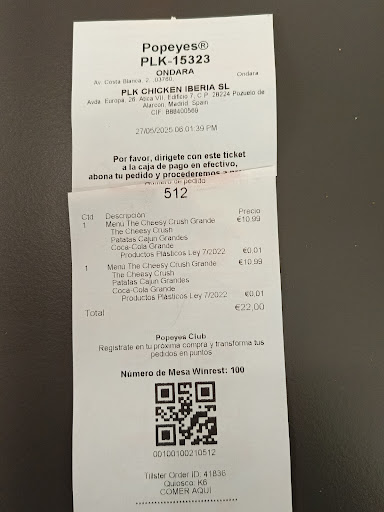 Popeyes®
PLK-15323
ONDARA
Av. Costa Blanca, 2, 03760, Ondara
PLK CHICKEN IBERIA SL
Avda. Europa, 26. Atica VII, Edificio 7, C.P. 28224 Pozuelo de
Alarcon, Madrid, Spain
CIF: B88400569
27/05/2025 08:01:39 PM
Por favor, dirígete con este ticket
a la caja de pago en efectivo,
abona tu pedido y procederemos a
Número de pedido
512
Ctd Descripción Precio
1 Menú The Cheesy Crush Grande €10,99
The Cheesy Crush
Patatas Cajun Grandes
Coca-Cola Grande
Productos Plásticos Ley 7/2022 €0,01
1 Menú The Cheesy Crush Grande €10,99
The Cheesy Crush
Patatas Cajun Grandes
Coca-Cola Grande
Productos Plásticos Ley 7/2022 €0,01
Total €22,00
Popeyes Club
Regístrate en tu próxima compra y transforma tus
pedidos en puntos
Número de Mesa Winrest: 100
00100100210512
Tillster Order ID: 41836
Quiosco: K6
COMER AQUI